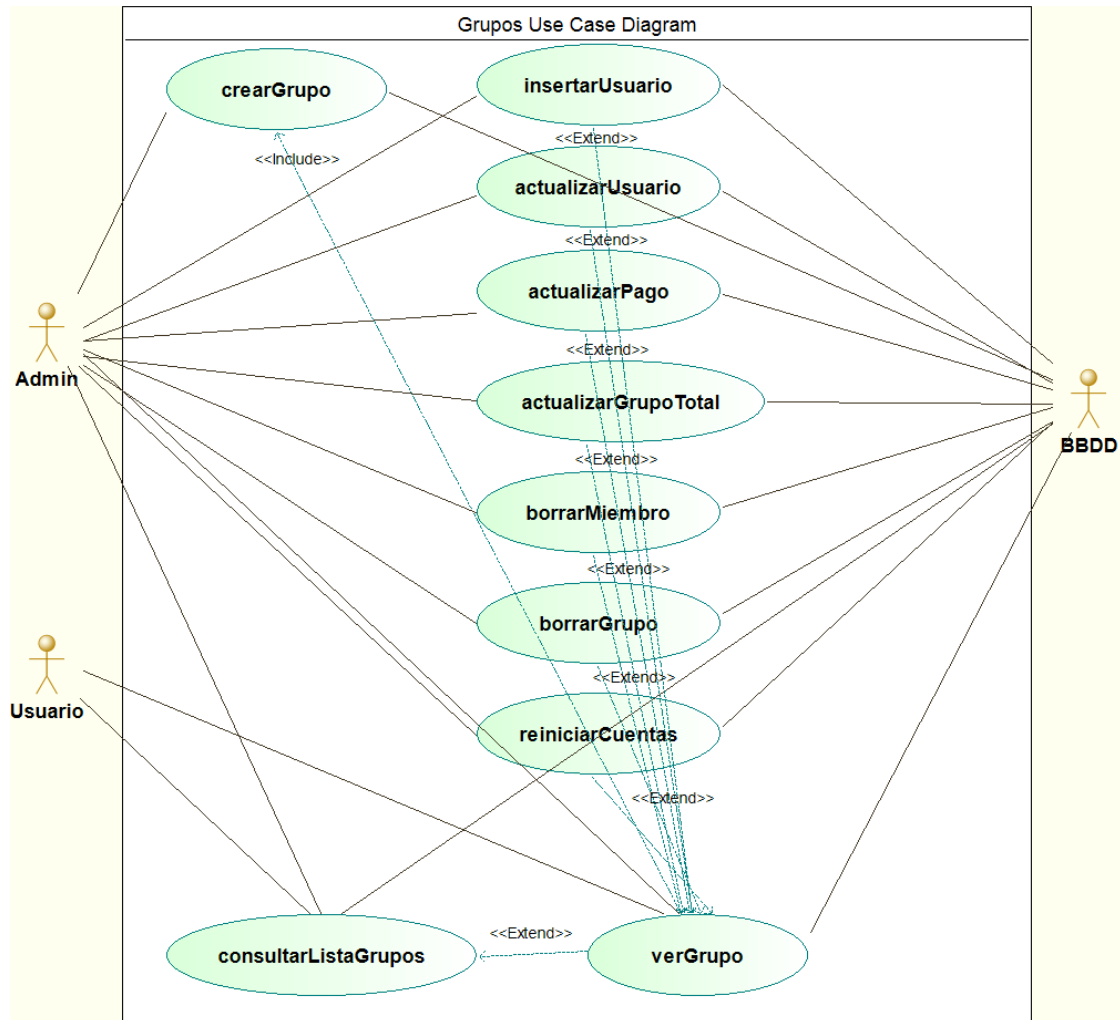 Grupos Use Case Diagram
crearGrupo
insertarUsuario
<<Extend>>
<<Include>>
actualizarUsuario
<<Extend>>
actualizarPago
<<Extend>>
Admin
actualizarGrupoTotal
BBDD
<<Extend>>
borrarMiembro
<<Extend>>
borrarGrupo
<<Extend>>
Usuario
reiniciarCuentas
<<Extend>>
<<Extend>>
consultarListaGrupos
verGrupo